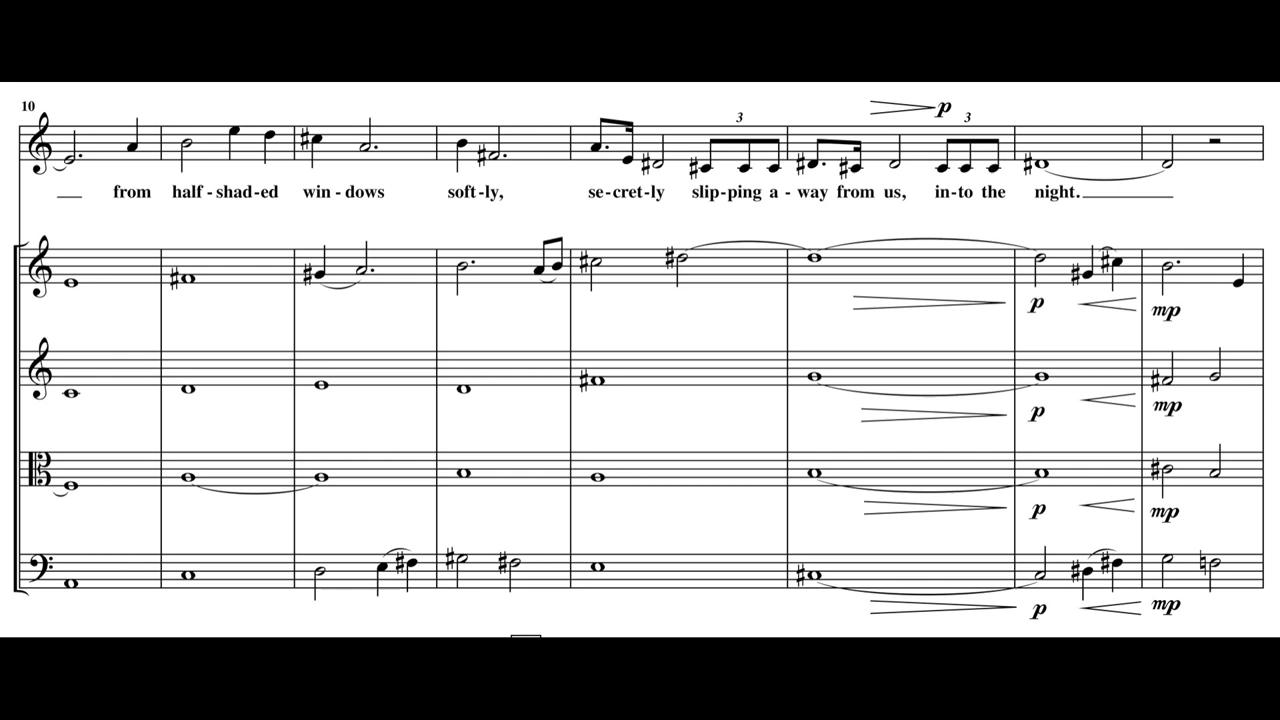 10
p
3 3
from half - shad - ed win - dows soft - ly, se - cret - ly slip - ping a - way from us, in - to the night.
p mp
p mp
p mp
p mp